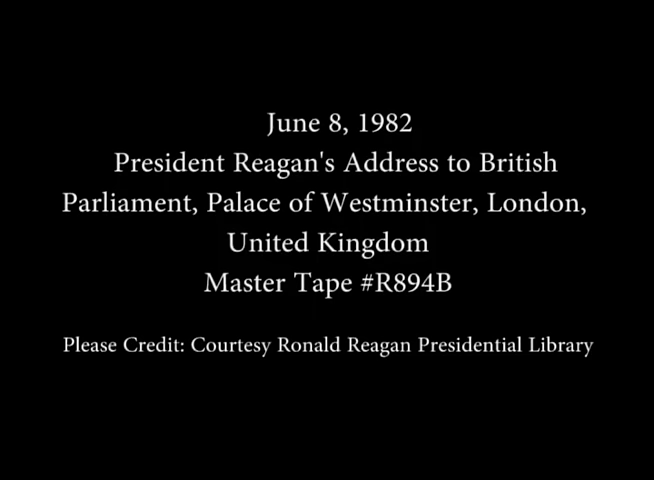 June 8, 1982
President Reagan's Address to British
Parliament, Palace of Westminster, London,
United Kingdom
Master Tape #R894B
Please Credit: Courtesy Ronald Reagan Presidential Library